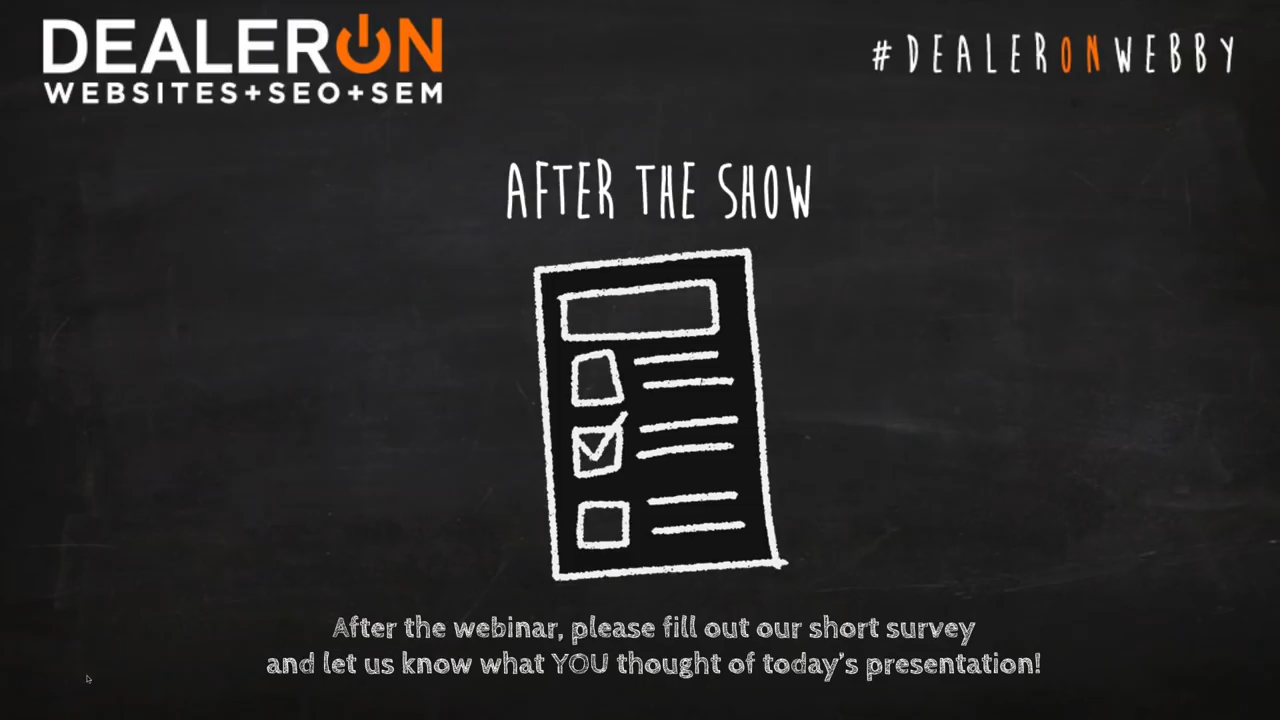 DEALERON
WEBSITES+SEO+SEM
#DEALERONWEBBY
AFTER THE SHOW
After the webinar, please fill out our short survey
and let us know what YOU thought of today's presentation!